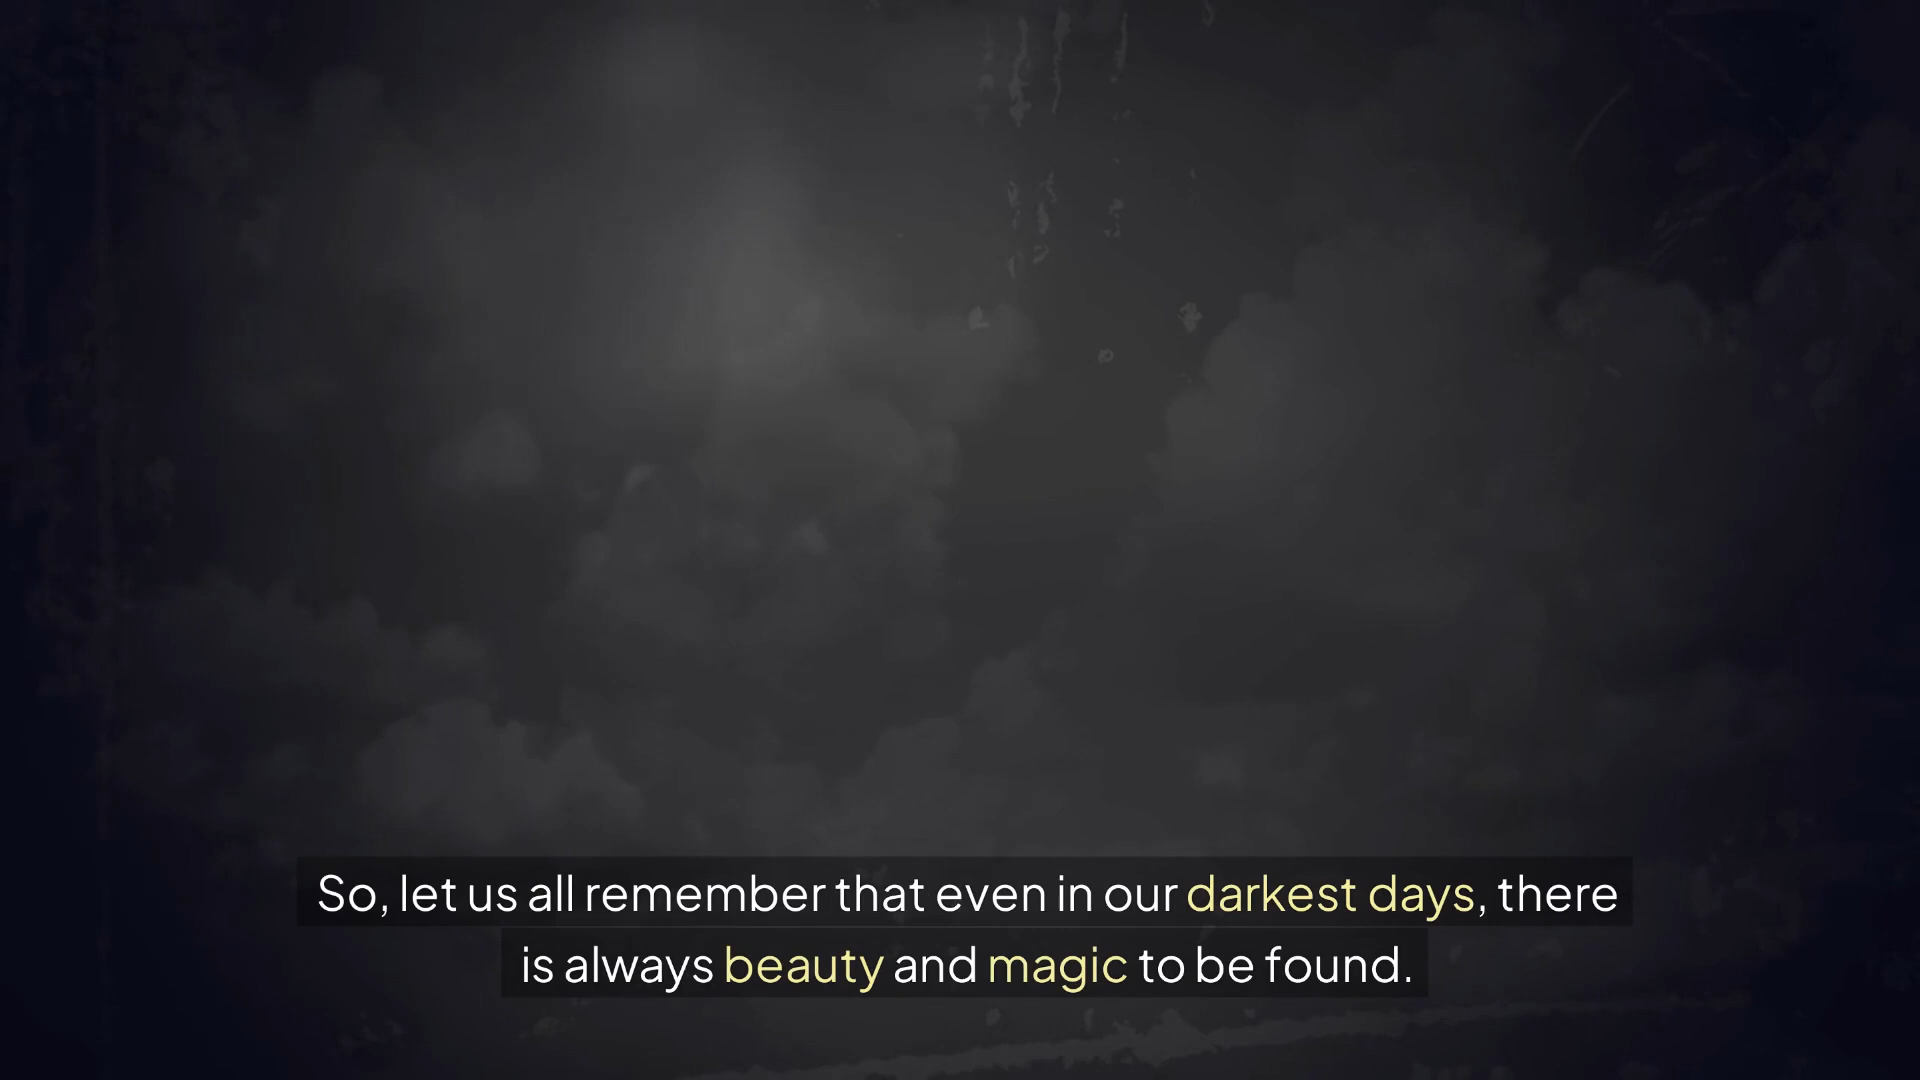 So, let us all remember that even in our darkest days, there
is always beauty and magic to be found.